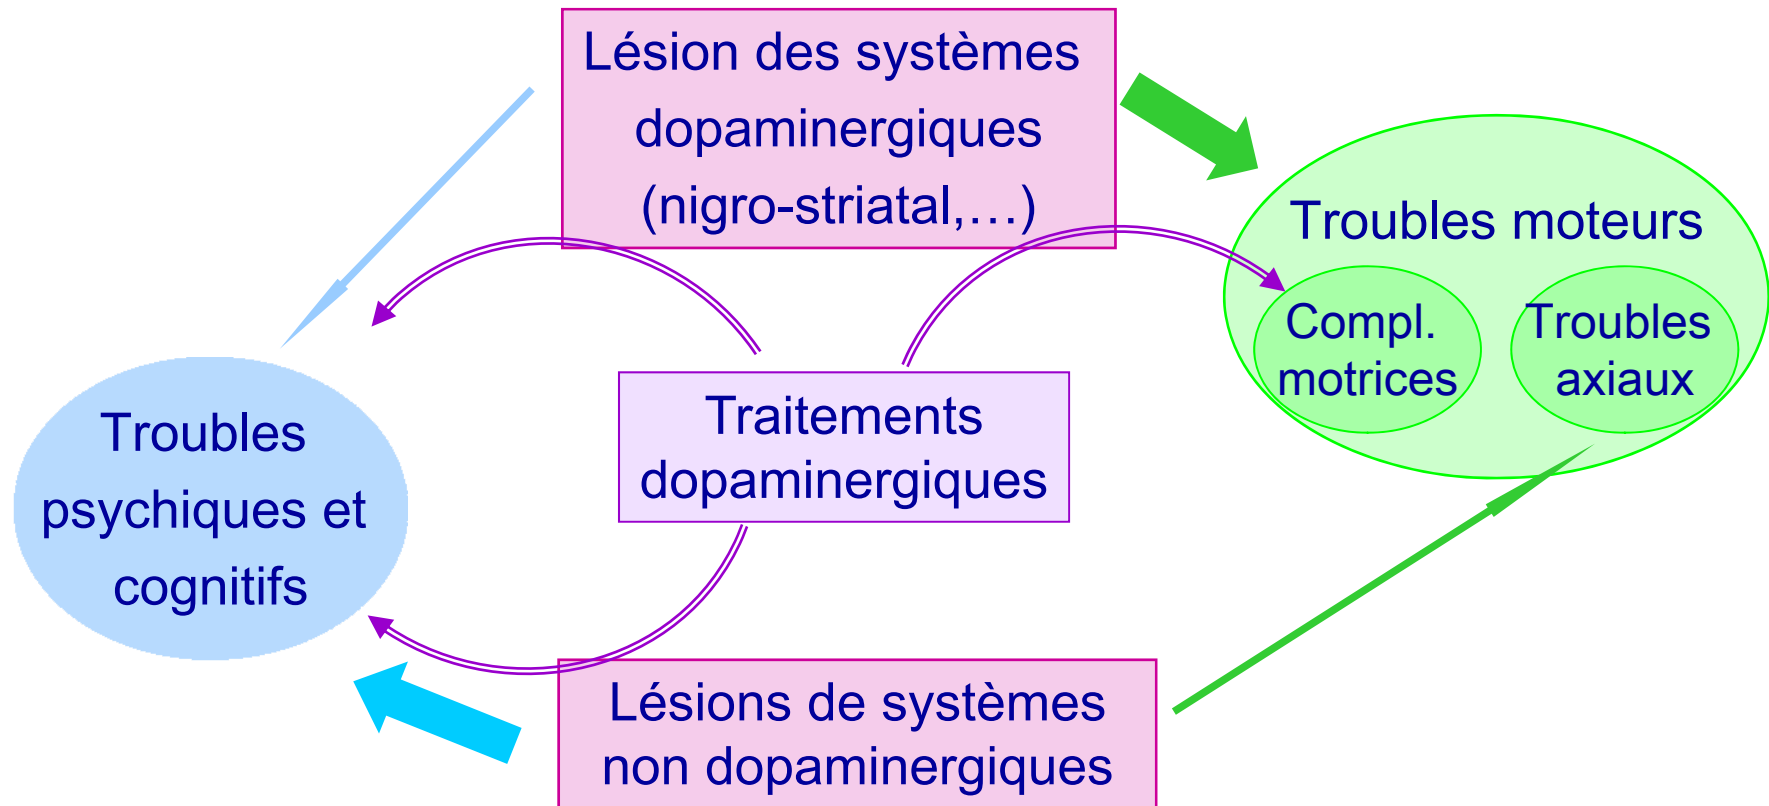 Lésion des systèmes
dopaminergiques
(nigro-striatal,…)
Troubles moteurs
Compl.
motrices
Troubles
axiaux
Traitements
dopaminergiques
Troubles
psychiques et
cognitifs
Lésions de systèmes
non dopaminergiques